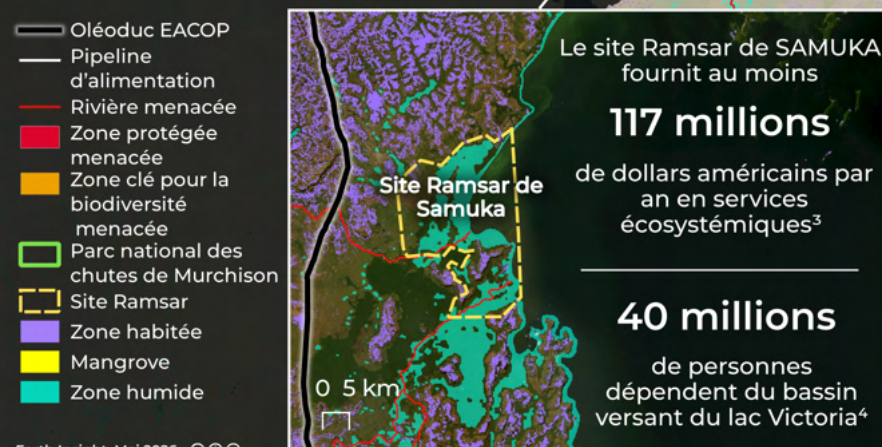 Oléoduc EACOP
Pipeline
d'alimentation
Rivière menacée
Zone protégée
menacée
Zone clé pour la
biodiversité
menacée
Parc national des
chutes de Murchison
Site Ramsar
Zone habitée
Mangrove
Zone humide
Site Ramsar de
Samuka
0 5 km
Le site Ramsar de SAMUKA
fournit au moins
117 millions
de dollars américains par
an en services
écosystémiques³
40 millions
de personnes
dépendent du bassin
versant du lac Victoria⁴